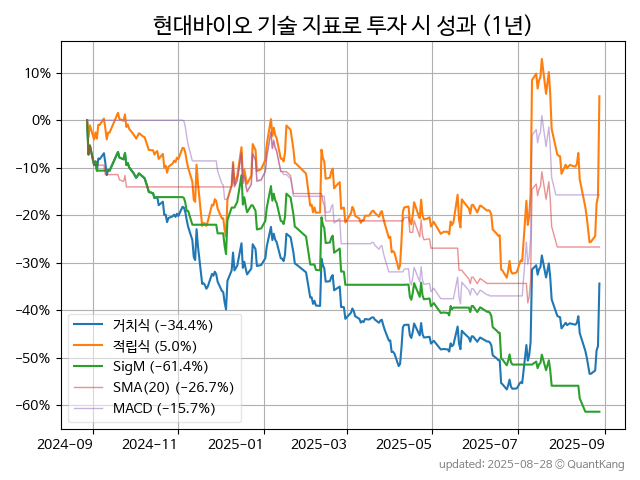 현대바이오 기술 지표로 투자 시 성과 (1년)
10%
0%
−10%
−20%
−30%
−40%
−50%
−60%
거치식 (−34.4%)
적립식 (5.0%)
SigM (−61.4%)
SMA(20) (−26.7%)
MACD (−15.7%)
2024-09 2024-11 2025-01 2025-03 2025-05 2025-07 2025-09
updated: 2025-08-28 © QuantKang